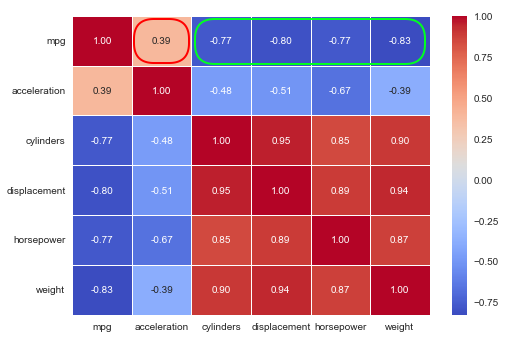 mpg 1.00 0.39 -0.77 -0.80 -0.77 -0.83
acceleration 0.39 1.00 -0.48 -0.51 -0.67 -0.39
cylinders -0.77 -0.48 1.00 0.95 0.85 0.90
displacement -0.80 -0.51 0.95 1.00 0.89 0.94
horsepower -0.77 -0.67 0.85 0.89 1.00 0.87
weight -0.83 -0.39 0.90 0.94 0.87 1.00
mpg acceleration cylinders displacement horsepower weight
1.00
0.75
0.50
0.25
0.00
−0.25
−0.50
−0.75